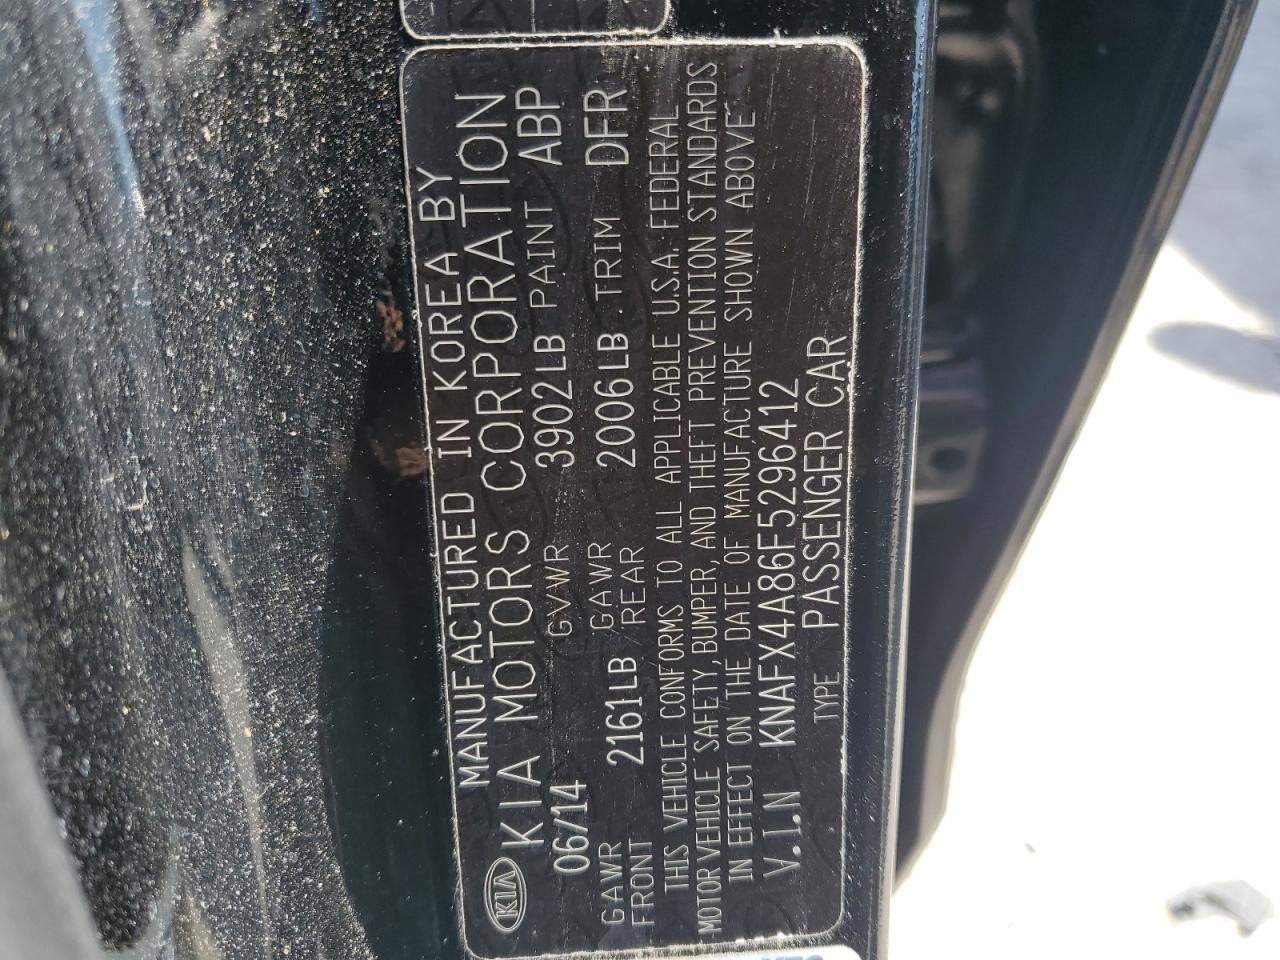 MANUFACTURED IN KOREA BY
KIA KIA MOTORS CORPORATION
06/14 GVWR 3902LB PAINT ABP
GAWR FRONT 2161LB GAWR REAR 2006LB TRIM DFR
THIS VEHICLE CONFORMS TO ALL APPLICABLE U.S.A. FEDERAL
MOTOR VEHICLE SAFETY, BUMPER, AND THEFT PREVENTION STANDARDS
IN EFFECT ON THE DATE OF MANUFACTURE SHOWN ABOVE
V.I.N KNAFX4A86F5296412
TYPE PASSENGER CAR